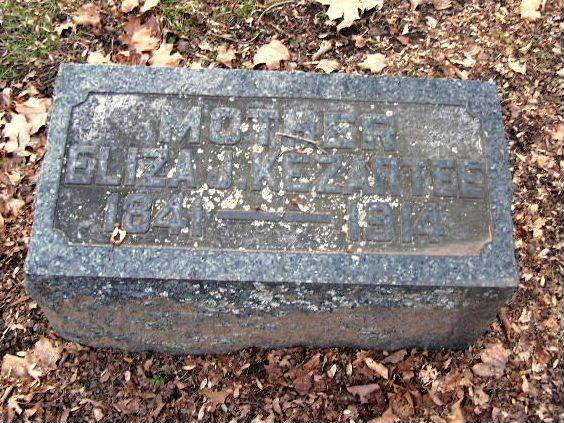 MOTHER
ELIZA J. KEZARTEE
1841 — 1914